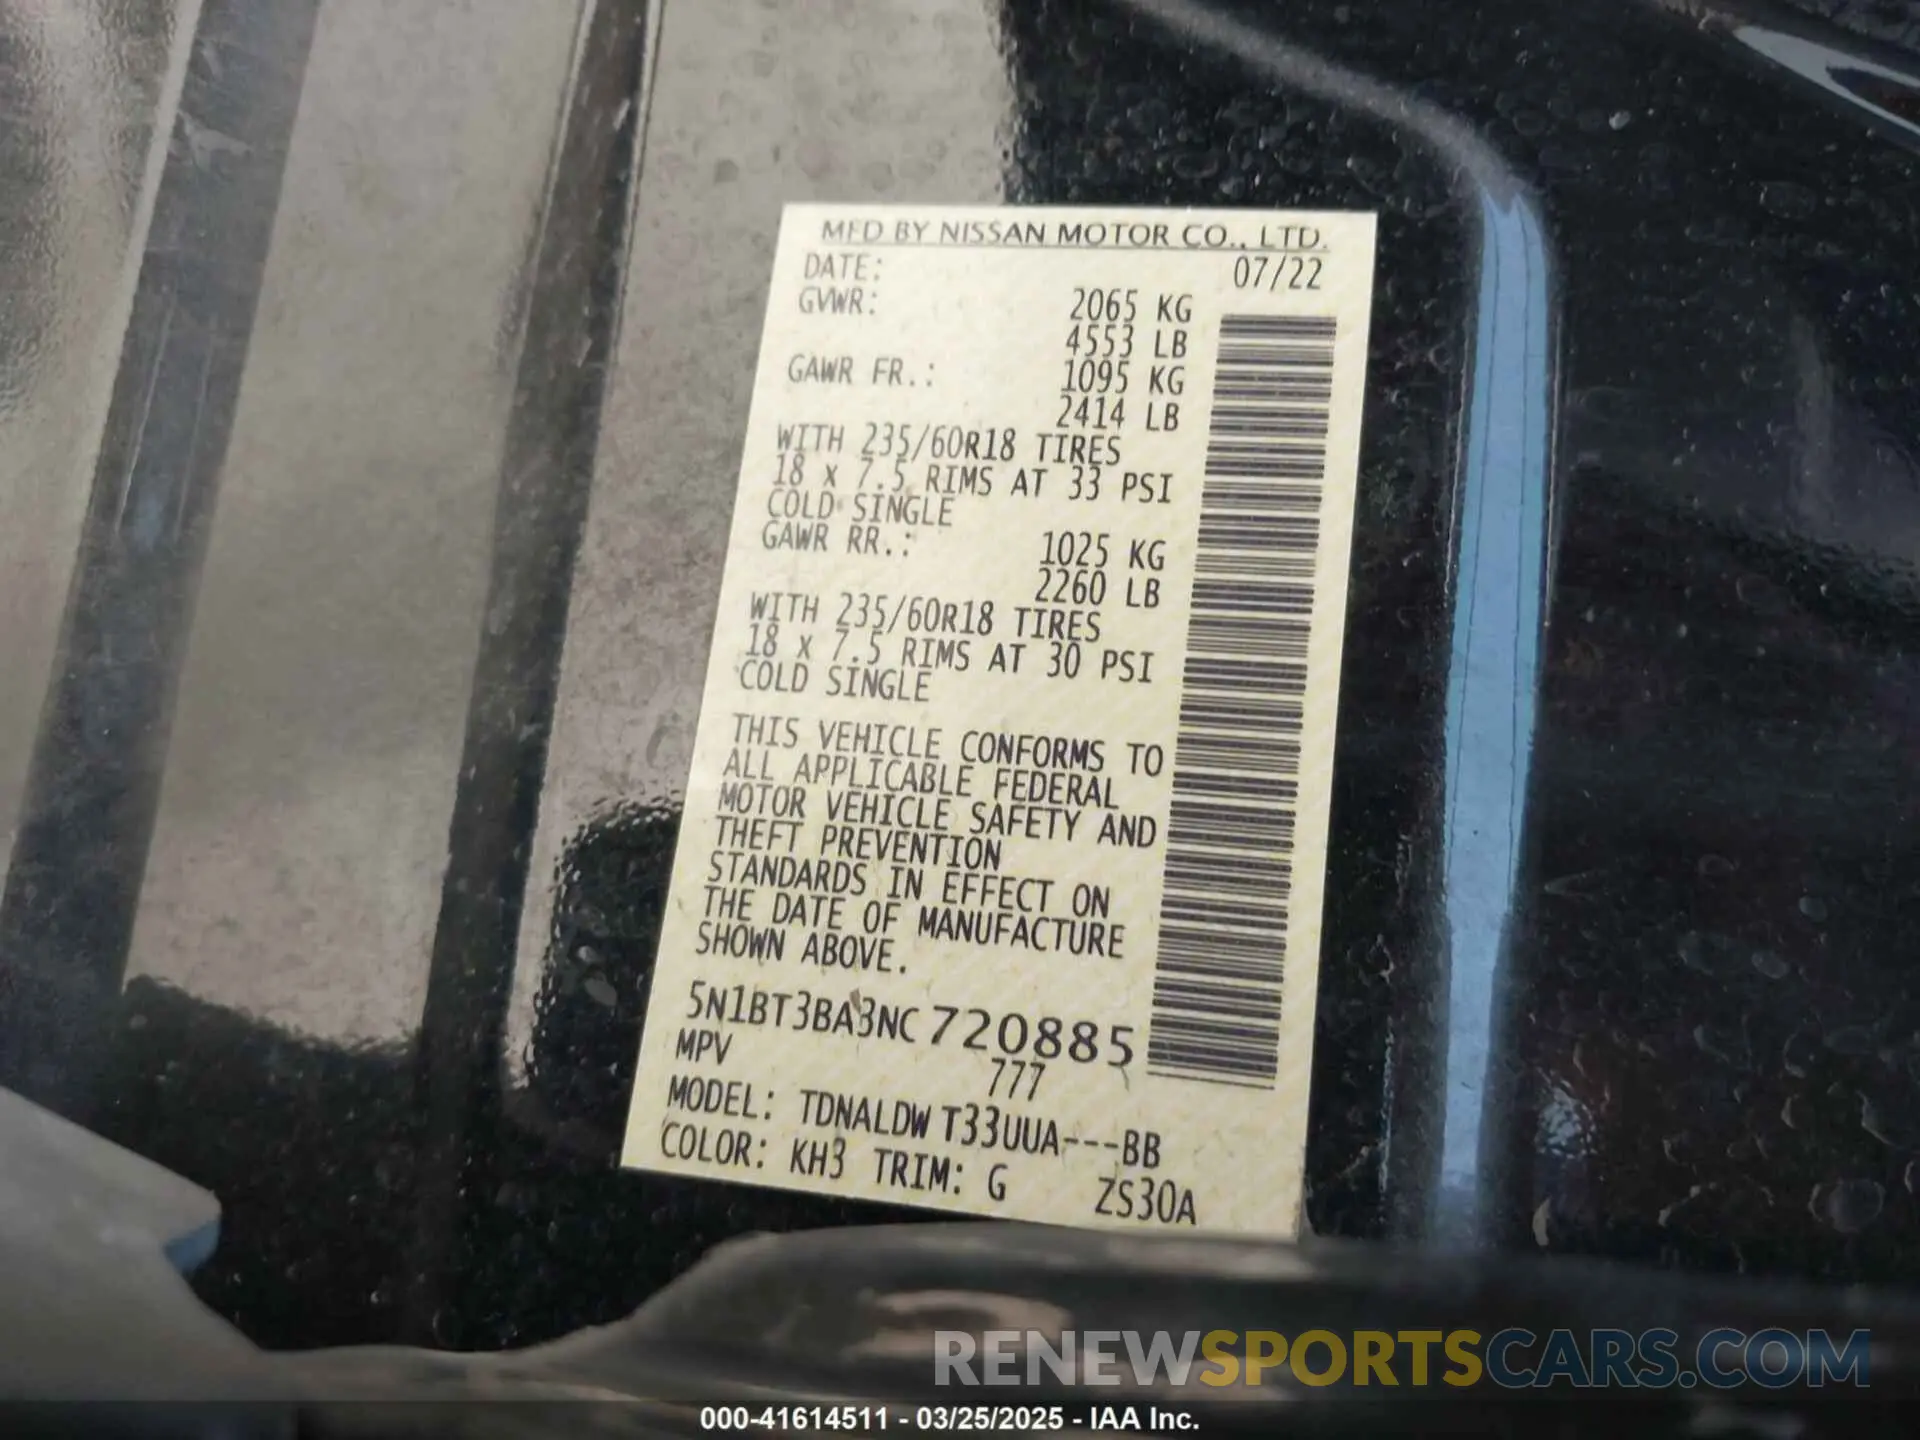 MFD BY NISSAN MOTOR CO., LTD.
DATE: 07/22
GVWR: 2065 KG
4553 LB
GAWR FR.: 1095 KG
2414 LB
WITH 235/60R18 TIRES
18 x 7.5 RIMS AT 33 PSI
COLD SINGLE
GAWR RR.: 1025 KG
2260 LB
WITH 235/60R18 TIRES
18 x 7.5 RIMS AT 30 PSI
COLD SINGLE
THIS VEHICLE CONFORMS TO
ALL APPLICABLE FEDERAL
MOTOR VEHICLE SAFETY AND
THEFT PREVENTION
STANDARDS IN EFFECT ON
THE DATE OF MANUFACTURE
SHOWN ABOVE.
5N1BT3BA3NC720885
MPV 777
MODEL: TDNALDW T33UUA---BB
COLOR: KH3 TRIM: G ZS30A
RENEWSPORTSCARS.COM
000-41614511 - 03/25/2025 - IAA Inc.